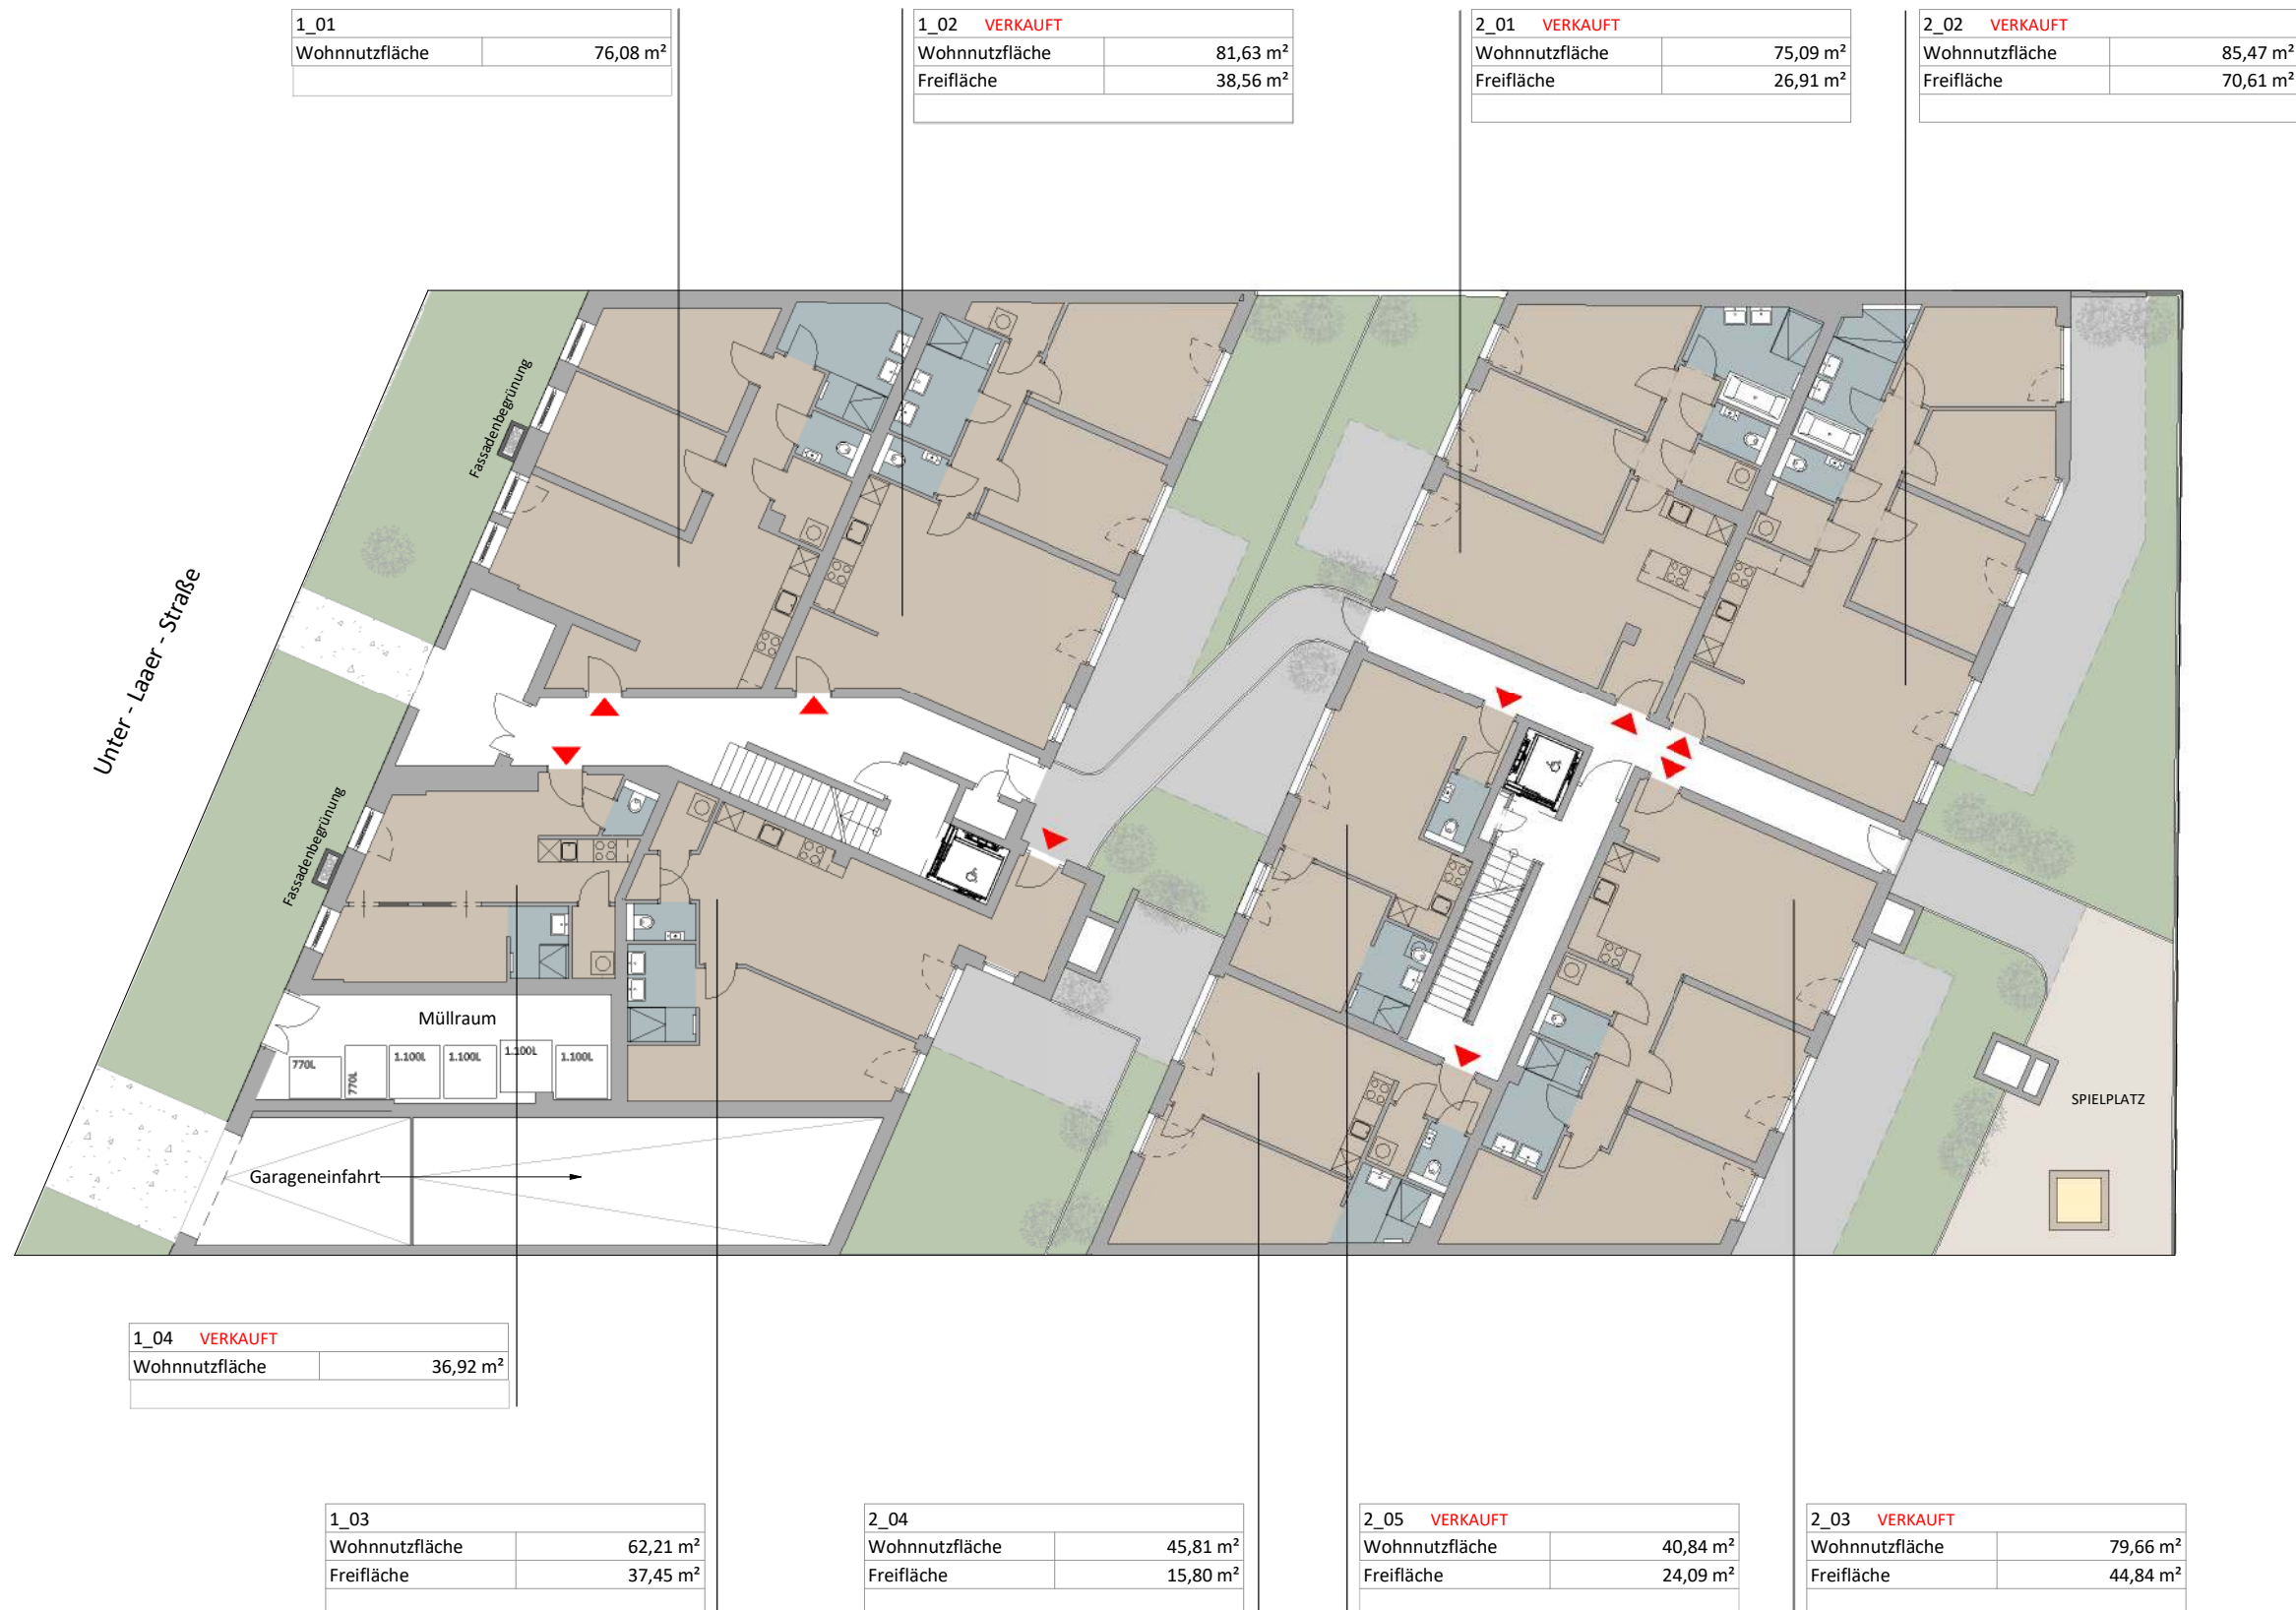 1_01
Wohnnutzfläche 76,08 m²
1_02 VERKAUFT
Wohnnutzfläche 81,63 m²
Freifläche 38,56 m²
2_01 VERKAUFT
Wohnnutzfläche 75,09 m²
Freifläche 26,91 m²
2_02 VERKAUFT
Wohnnutzfläche 85,47 m²
Freifläche 70,61 m²
Fassadenbegrünung
Unter - Laaer - Straße
Fassadenbegrünung
Müllraum
770L
770L
1.100L
1.100L
1.100L
1.100L
Garageneinfahrt
SPIELPLATZ
1_04 VERKAUFT
Wohnnutzfläche 36,92 m²
1_03
Wohnnutzfläche 62,21 m²
Freifläche 37,45 m²
2_04
Wohnnutzfläche 45,81 m²
Freifläche 15,80 m²
2_05 VERKAUFT
Wohnnutzfläche 40,84 m²
Freifläche 24,09 m²
2_03 VERKAUFT
Wohnnutzfläche 79,66 m²
Freifläche 44,84 m²